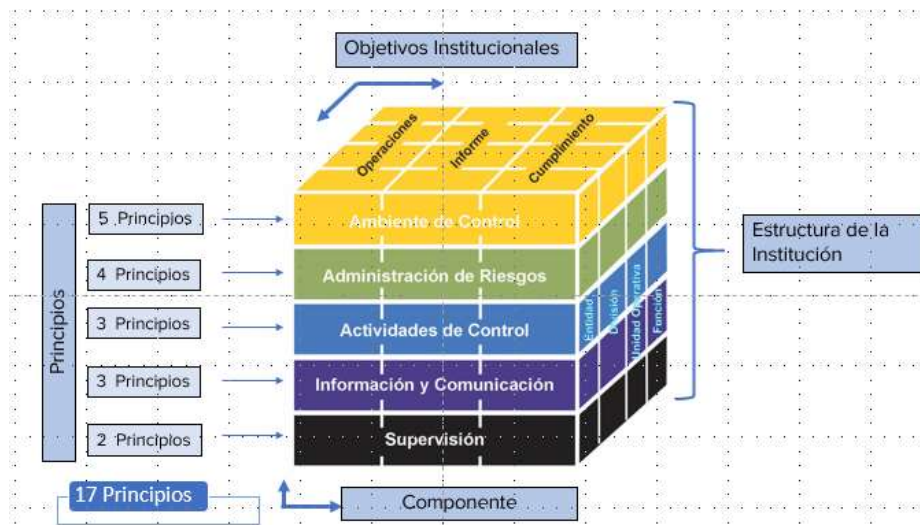 Objetivos Institucionales
Operaciones
Informe
Cumplimiento
Principios
5 Principios
Ambiente de Control
4 Principios
Administración de Riesgos
3 Principios
Actividades de Control
3 Principios
Información y Comunicación
2 Principios
Supervisión
Entidad
División
Unidad Operativa
Función
Estructura de la
Institución
17 Principios
Componente